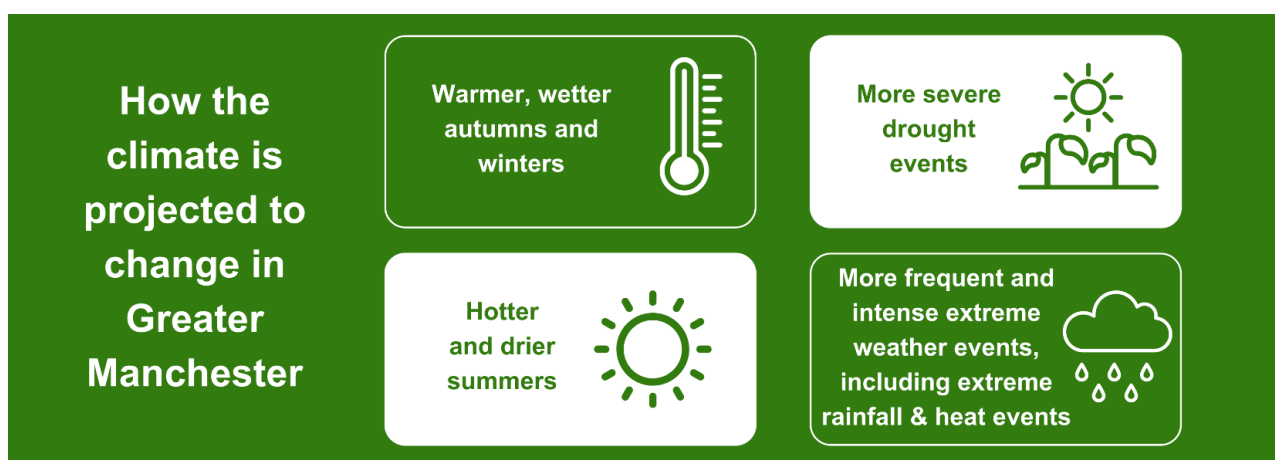 How the
climate is
projected to
change in
Greater
Manchester
Warmer, wetter
autumns and
winters
More severe
drought
events
Hotter
and drier
summers
More frequent and
intense extreme
weather events,
including extreme
rainfall & heat events